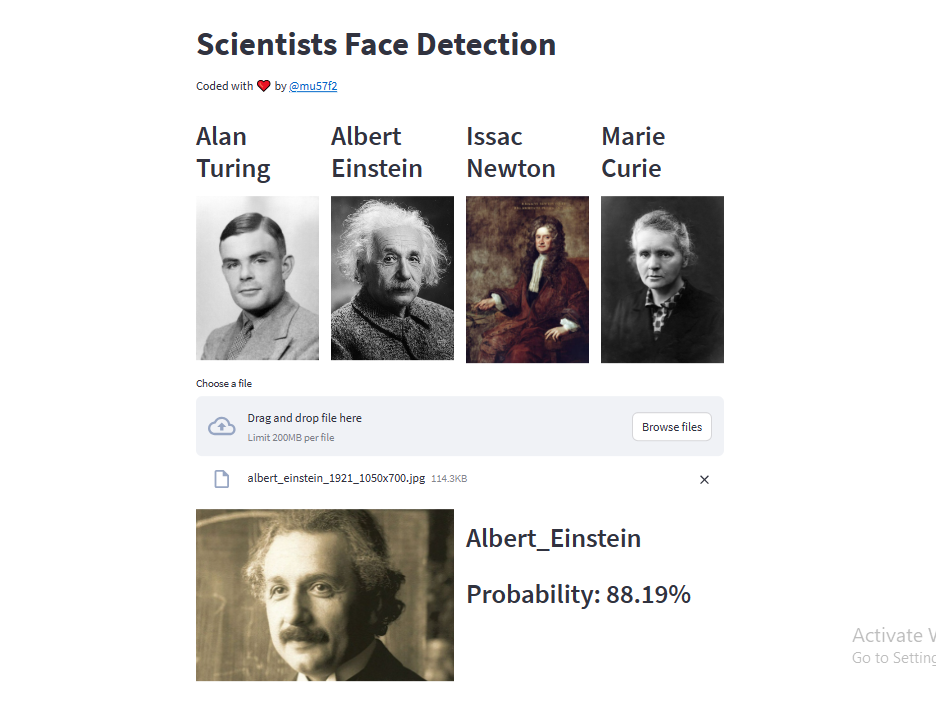 Scientists Face Detection
Coded with ❤️ by @mu57f2
Alan
Turing
Albert
Einstein
Issac
Newton
Marie
Curie
Choose a file
Drag and drop file here
Limit 200MB per file
Browse files
albert_einstein_1921_1050x700.jpg 114.3KB
Albert_Einstein
Probability: 88.19%
Activate W
Go to Setting